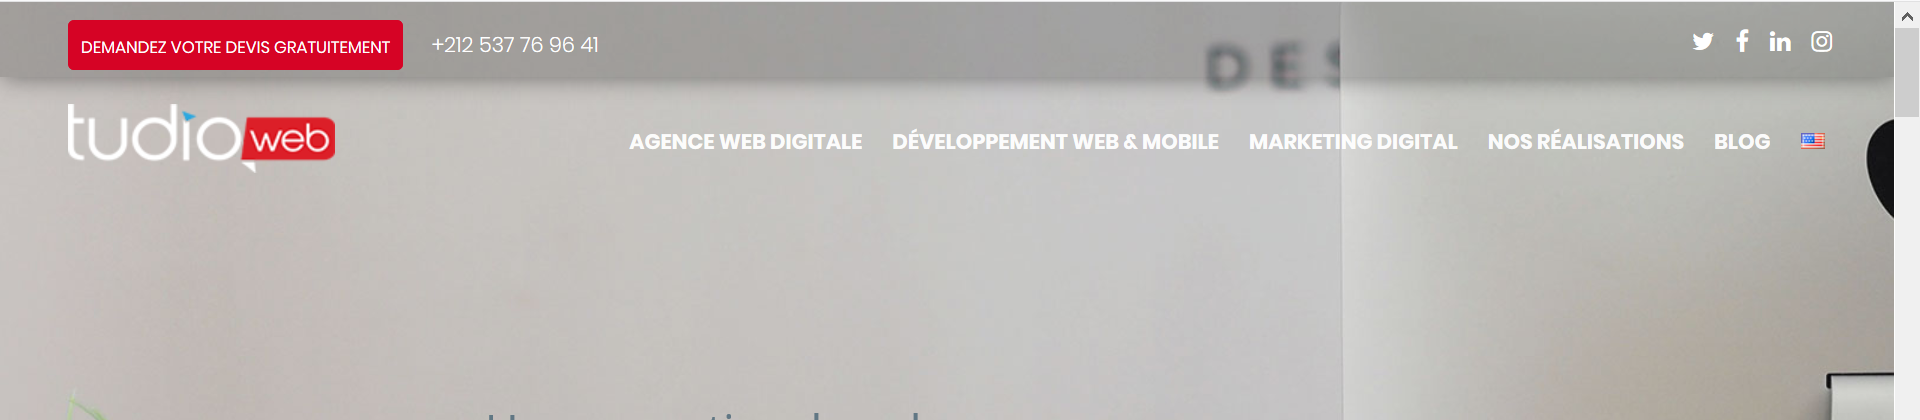 DEMANDEZ VOTRE DEVIS GRATUITEMENT +212 537 76 96 41
DES
tudio web
AGENCE WEB DIGITALE DÉVELOPPEMENT WEB & MOBILE MARKETING DIGITAL NOS RÉALISATIONS BLOG